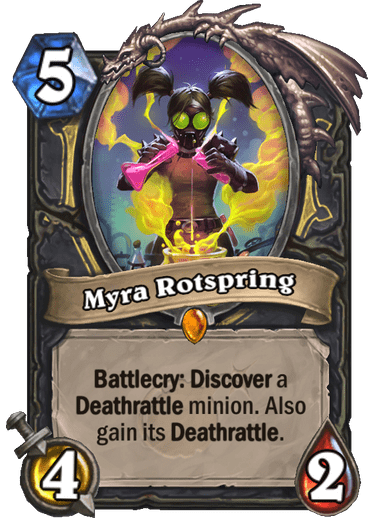 5
Myra Rotspring
Battlecry: Discover a
Deathrattle minion. Also
gain its Deathrattle.
4
2